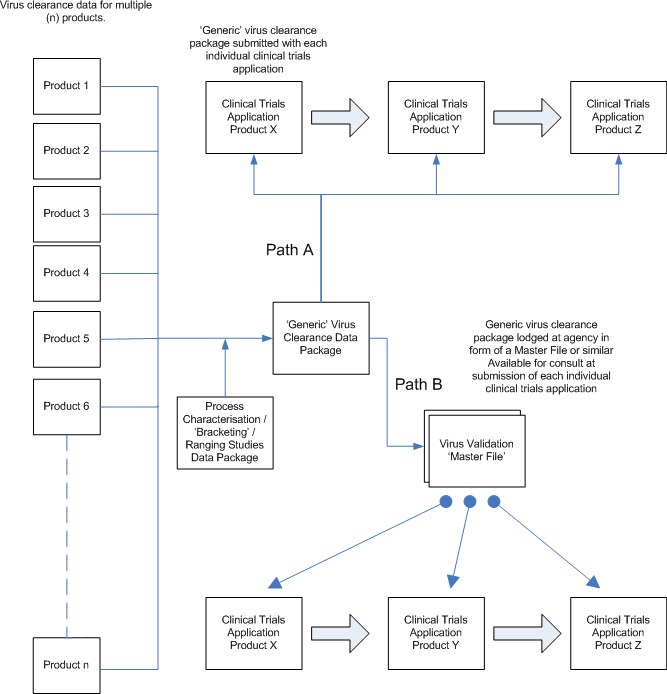 Virus clearance data for multiple
(n) products.
Product 1
Product 2
Product 3
Product 4
Product 5
Product 6
Product n
‘Generic’ virus clearance
package submitted with each
individual clinical trials
application
Clinical Trials
Application
Product X
Clinical Trials
Application
Product Y
Clinical Trials
Application
Product Z
Path A
‘Generic’ Virus
Clearance Data
Package
Process
Characterisation /
‘Bracketing’ /
Ranging Studies
Data Package
Path B
Generic virus clearance
package lodged at agency in
form of a Master File or similar
Available for consult at
submission of each individual
clinical trials application
Virus Validation
‘Master File’
Clinical Trials
Application
Product X
Clinical Trials
Application
Product Y
Clinical Trials
Application
Product Z